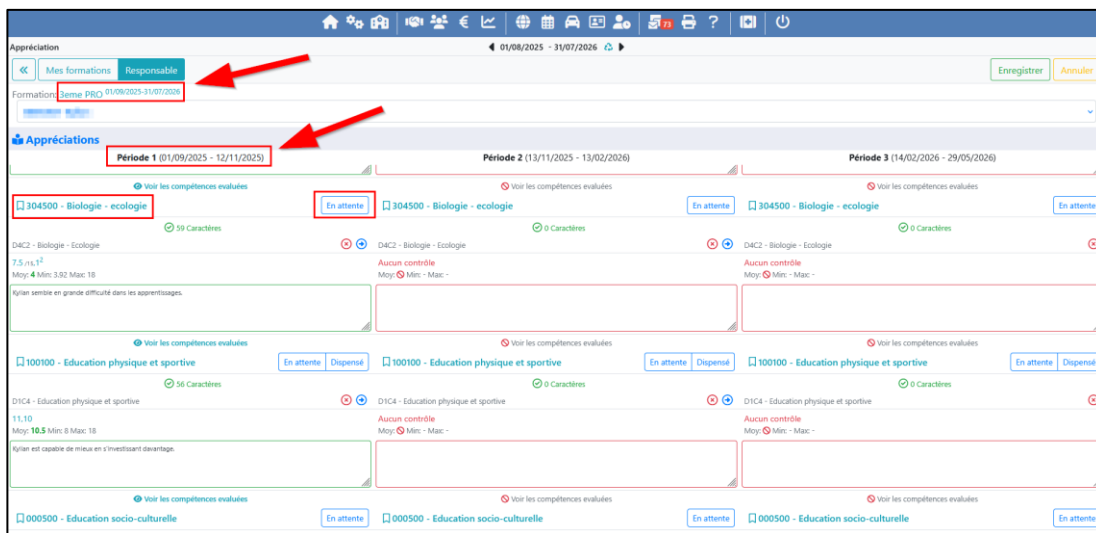 73 ?
Appréciation 01/08/2025 - 31/07/2026
Mes formations Responsable Enregistrer Annuler
Formation: 3eme PRO 01/09/2025-31/07/2026
Appréciations
Période 1 (01/09/2025 - 12/11/2025) Période 2 (13/11/2025 - 13/02/2026) Période 3 (14/02/2026 - 29/05/2026)
Voir les compétences evaluées Voir les compétences evaluées Voir les compétences evaluées
304500 - Biologie - ecologie En attente 304500 - Biologie - ecologie En attente 304500 - Biologie - ecologie En attente
59 Caractères 0 Caractères 0 Caractères
D4C2 - Biologie - Ecologie D4C2 - Biologie - Ecologie D4C2 - Biologie - Ecologie
7.5 /15,1² Aucun contrôle Aucun contrôle
Moy: 4 Min: 3.92 Max: 18 Moy: Min: - Max: - Moy: Min: - Max: -
Kylian semble en grande difficulté dans les apprentissages.
Voir les compétences evaluées Voir les compétences evaluées Voir les compétences evaluées
100100 - Education physique et sportive En attente Dispensé 100100 - Education physique et sportive En attente Dispensé 100100 - Education physique et sportive En attente Dispensé
56 Caractères 0 Caractères 0 Caractères
D1C4 - Education physique et sportive D1C4 - Education physique et sportive D1C4 - Education physique et sportive
11,10 Aucun contrôle Aucun contrôle
Moy: 10.5 Min: 8 Max: 18 Moy: Min: - Max: - Moy: Min: - Max: -
Kylian est capable de mieux en s'investissant davantage.
Voir les compétences evaluées Voir les compétences evaluées Voir les compétences evaluées
000500 - Education socio-culturelle En attente 000500 - Education socio-culturelle En attente 000500 - Education socio-culturelle En attente